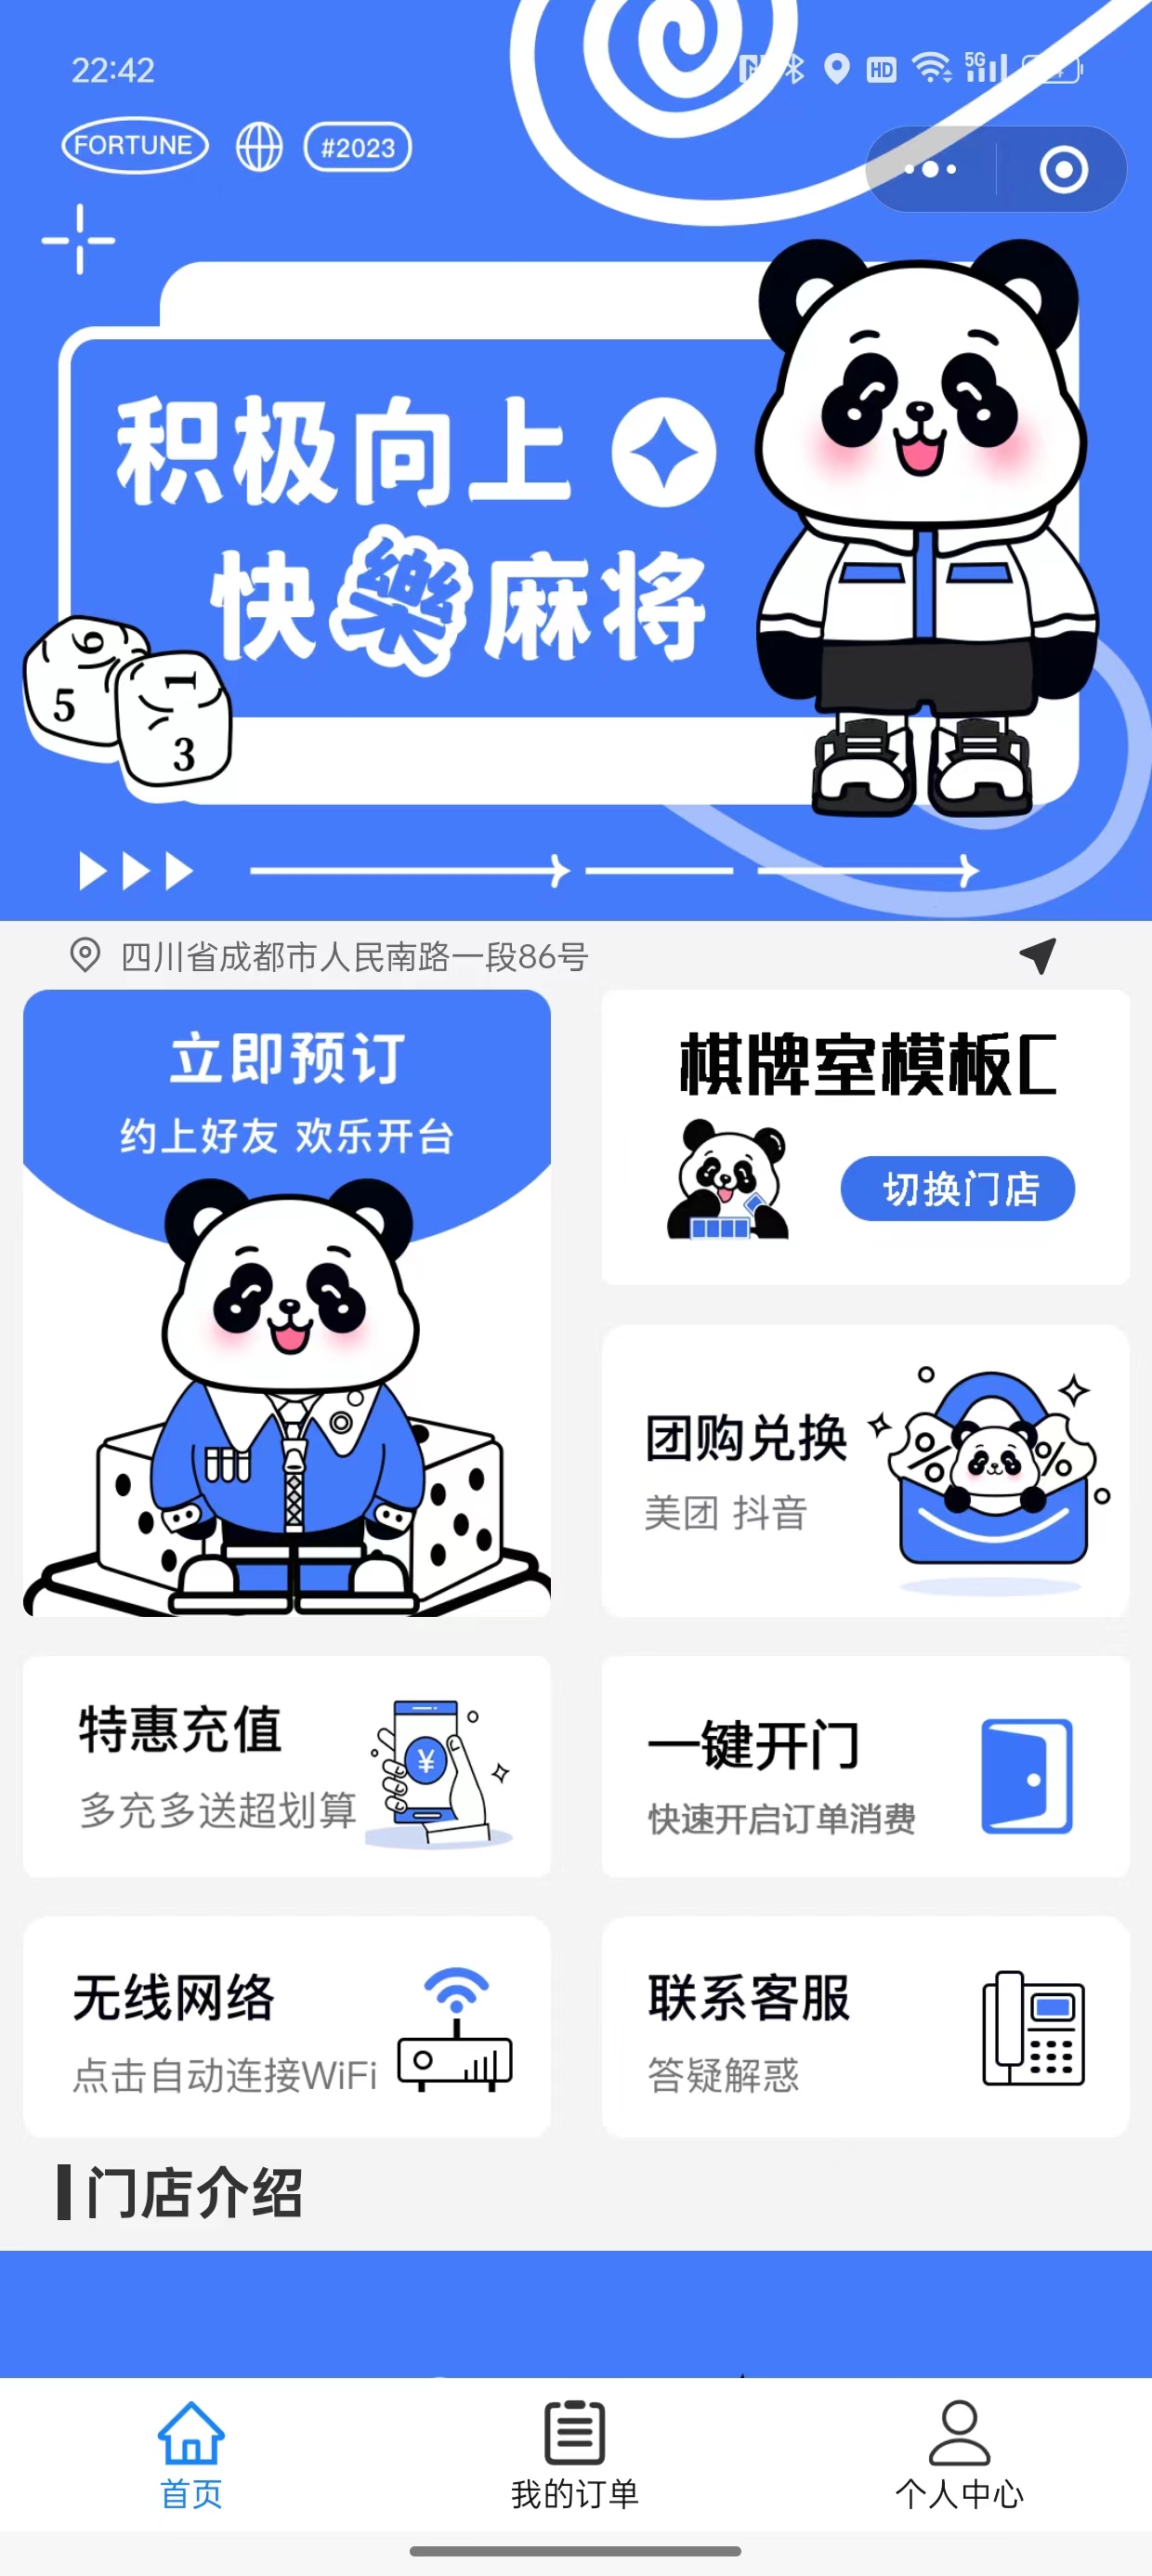 22:42
HD 5G
FORTUNE #2023
积极向上
快樂麻将
6
5
1
3
四川省成都市人民南路一段86号
立即预订
约上好友 欢乐开台
棋牌室模板C
切换门店
团购兑换
美团 抖音
%
%
特惠充值
多充多送超划算
¥
一键开门
快速开启订单消费
无线网络
点击自动连接WiFi
联系客服
答疑解惑
门店介绍
首页
我的订单
个人中心